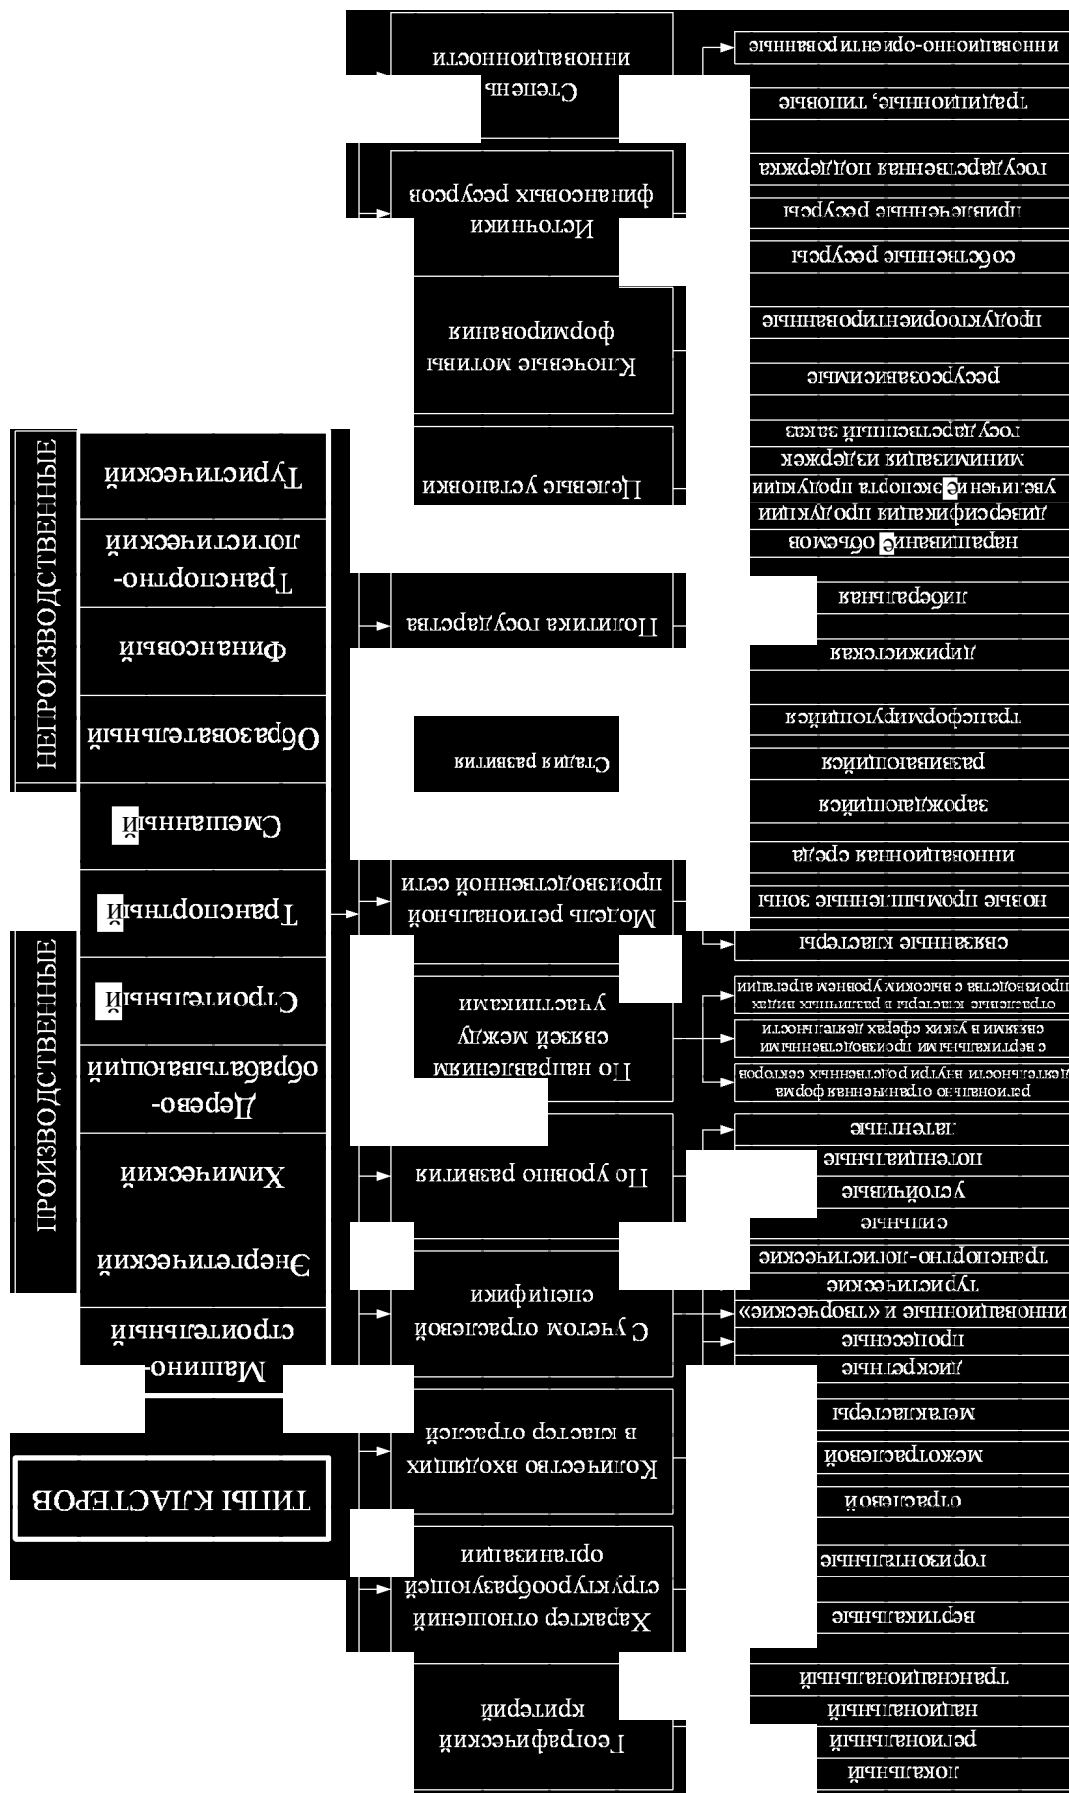 ТИПЫ КЛАСТЕРОВ
ПРОИЗВОДСТВЕННЫЕ
Машино-
строительный
Энергетический
Химический
Дерево-
обрабатывающий
Строительный
Транспортный
Смешанный
НЕПРОИЗВОДСТВЕННЫЕ
Образовательный
Финансовый
Транспортно-
логистический
Туристический
Географический
критерий
локальный
региональный
национальный
транснациональный
Характер отношений
структурообразующей
организации
вертикальные
горизонтальные
Количество входящих
в кластер отраслей
отраслевой
межотраслевой
мегакластеры
С учетом отраслевой
специфики
дискретные
процессные
инновационные и «творческие»
туристические
транспортно-логистические
По уровню развития
сильные
устойчивые
потенциальные
латентные
По направлениям
связей между
участниками
регионально ограниченная форма
деятельности внутри родственных секторов
с вертикальными производственными
связями в узких сферах деятельности
отраслевые кластеры в различных видах
производства с высоким уровнем агрегации
Модель региональной
производственной сети
связанные кластеры
новые промышленные зоны
инновационная среда
Стадия развития
зарождающийся
развивающийся
трансформирующийся
Политика государства
дирижистская
либеральная
Целевые установки
наращивание объемов
диверсификация продукции
увеличение экспорта продукции
минимизация издержек
государственный заказ
Ключевые мотивы
формирования
ресурсозависимые
продуктоориентированные
Источники
финансовых ресурсов
собственные ресурсы
привлеченные ресурсы
государственная поддержка
Степень
инновационности
традиционные, типовые
инновационно-ориентированные